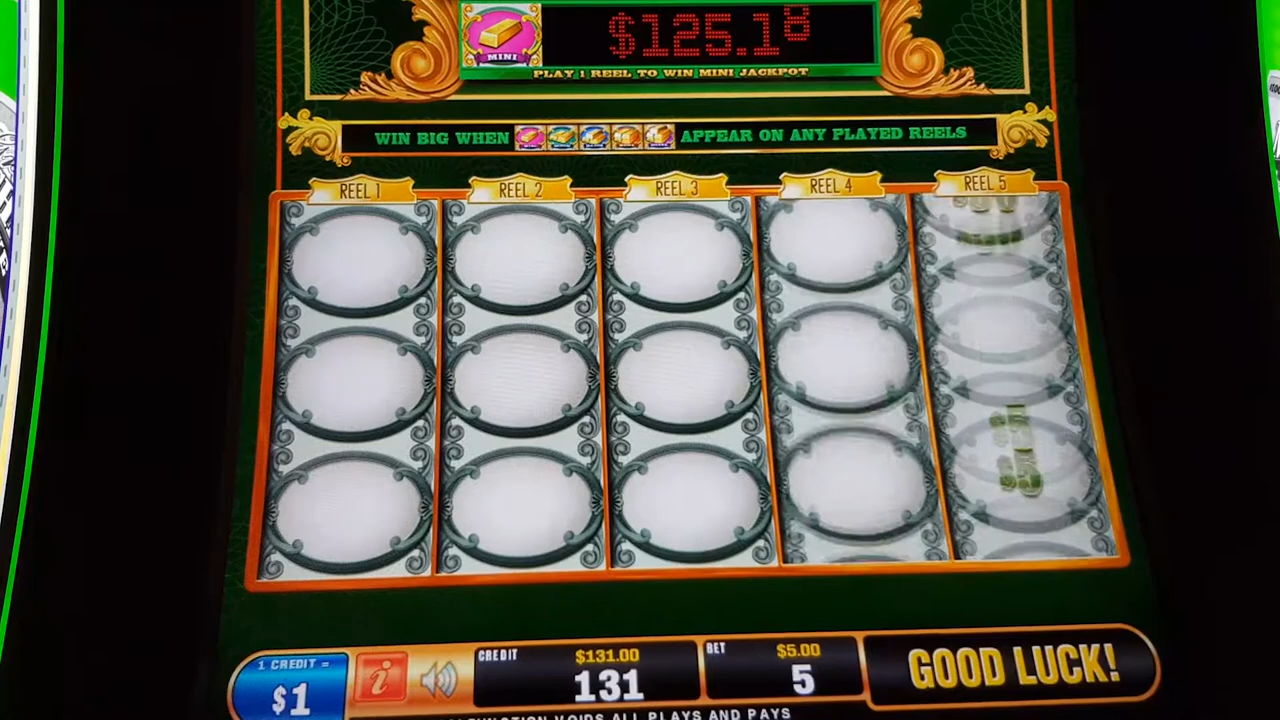 $125.18
MINI
PLAY 1 REEL TO WIN MINI JACKPOT
WIN BIG WHEN APPEAR ON ANY PLAYED REELS
REEL 1 REEL 2 REEL 3 REEL 4 REEL 5
1 CREDIT = $1
i
CREDIT $131.00 131
BET $5.00 5
GOOD LUCK!
VOIDS ALL PLAYS AND PAYS